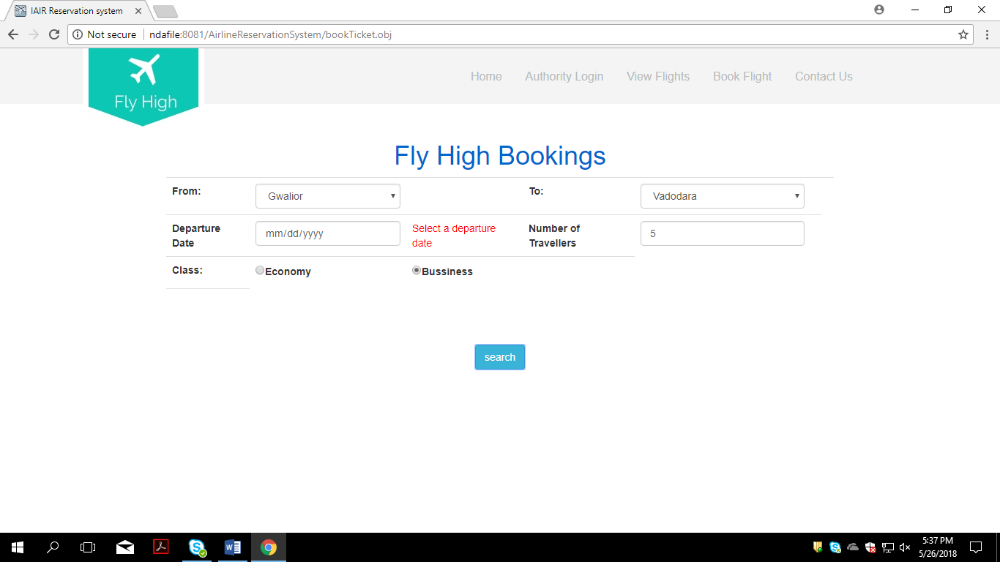 IAIR Reservation system
Not secure ndafile:8081/AirlineReservationSystem/bookTicket.obj
Fly High
Home Authority Login View Flights Book Flight Contact Us
Fly High Bookings
From: Gwalior To: Vadodara
Departure Date mm/dd/yyyy Select a departure date Number of Travellers 5
Class: Economy Bussiness
search
5:37 PM
5/26/2018